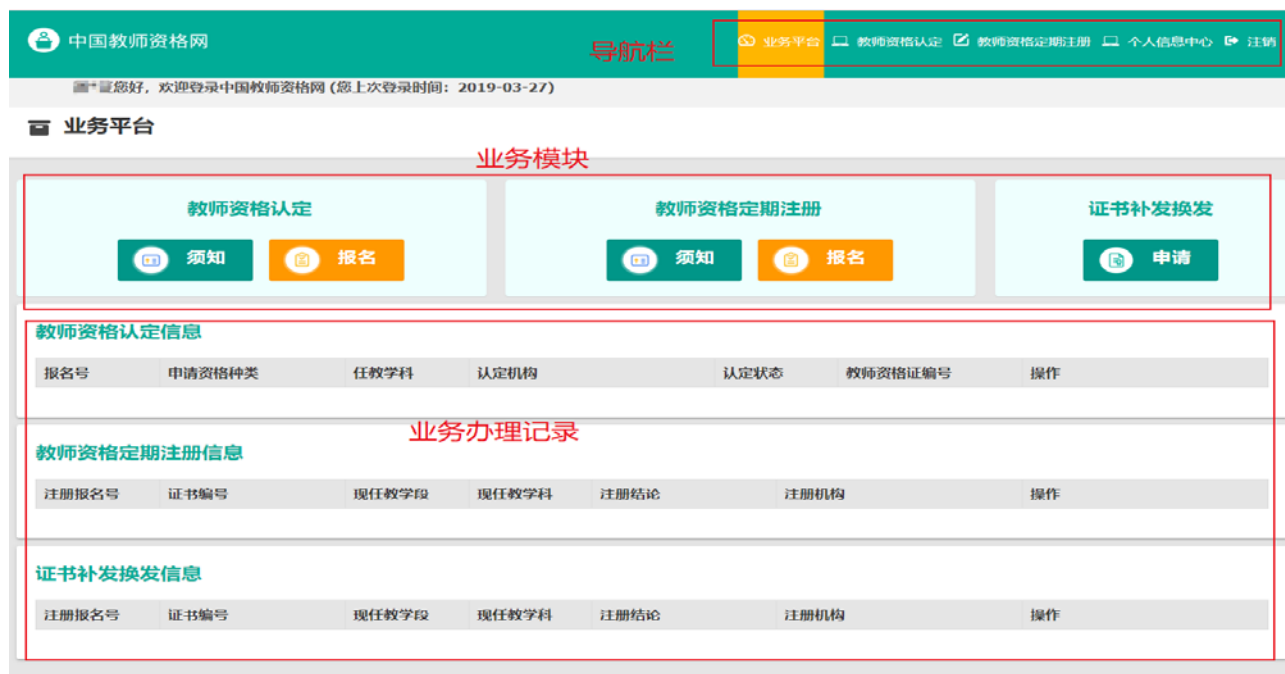 中国教师资格网
导航栏
业务平台 教师资格认定 教师资格定期注册 个人信息中心 注销
您好，欢迎登录中国教师资格网 (您上次登录时间：2019-03-27)
业务平台
业务模块
教师资格认定 教师资格定期注册 证书补发换发
须知 报名 须知 报名 申请
教师资格认定信息
报名号 申请资格种类 任教学科 认定机构 认定状态 教师资格证编号 操作
业务办理记录
教师资格定期注册信息
注册报名号 证书编号 现任教学段 现任教学科 注册结论 注册机构 操作
证书补发换发信息
注册报名号 证书编号 现任教学段 现任教学科 注册结论 注册机构 操作